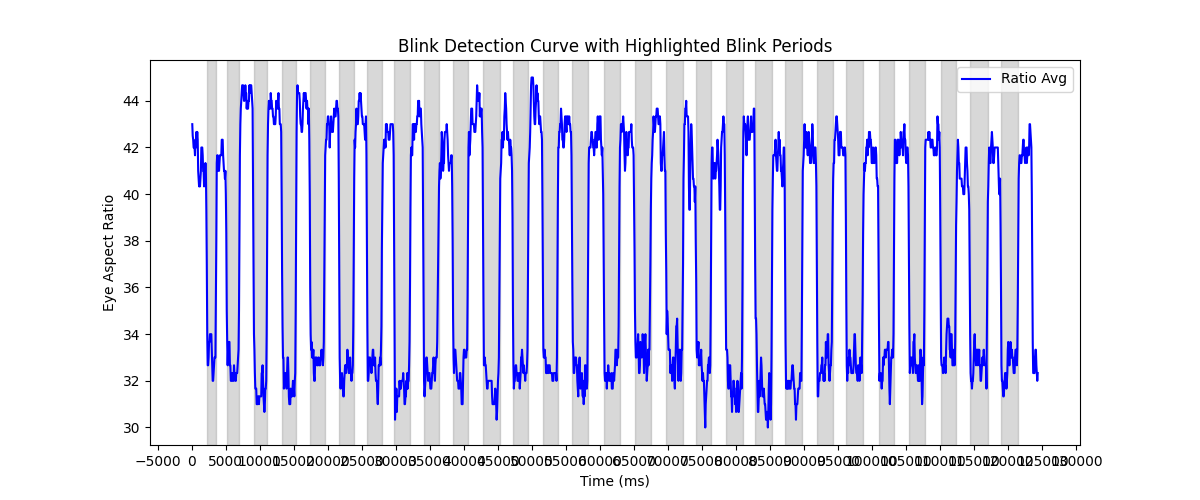 Blink Detection Curve with Highlighted Blink Periods
Ratio Avg
Eye Aspect Ratio
44
42
40
38
36
34
32
30
−5000 0 5000 10000 15000 20000 25000 30000 35000 40000 45000 50000 55000 60000 65000 70000 75000 80000 85000 90000 95000 100000 105000 110000 115000 120000 125000 130000
Time (ms)